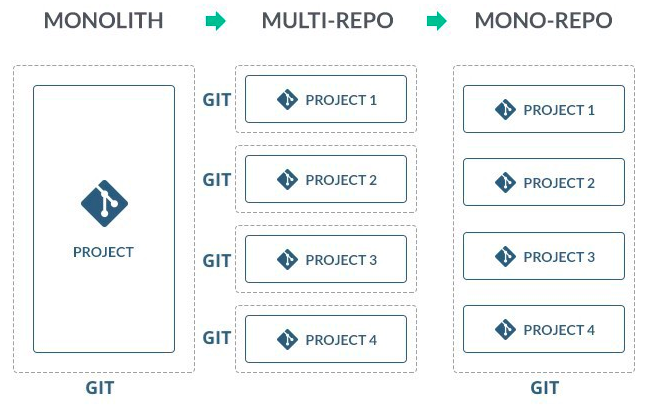 MONOLITH
MULTI-REPO
MONO-REPO
PROJECT
GIT
GIT
PROJECT 1
GIT
PROJECT 2
GIT
PROJECT 3
GIT
PROJECT 4
PROJECT 1
PROJECT 2
PROJECT 3
PROJECT 4
GIT